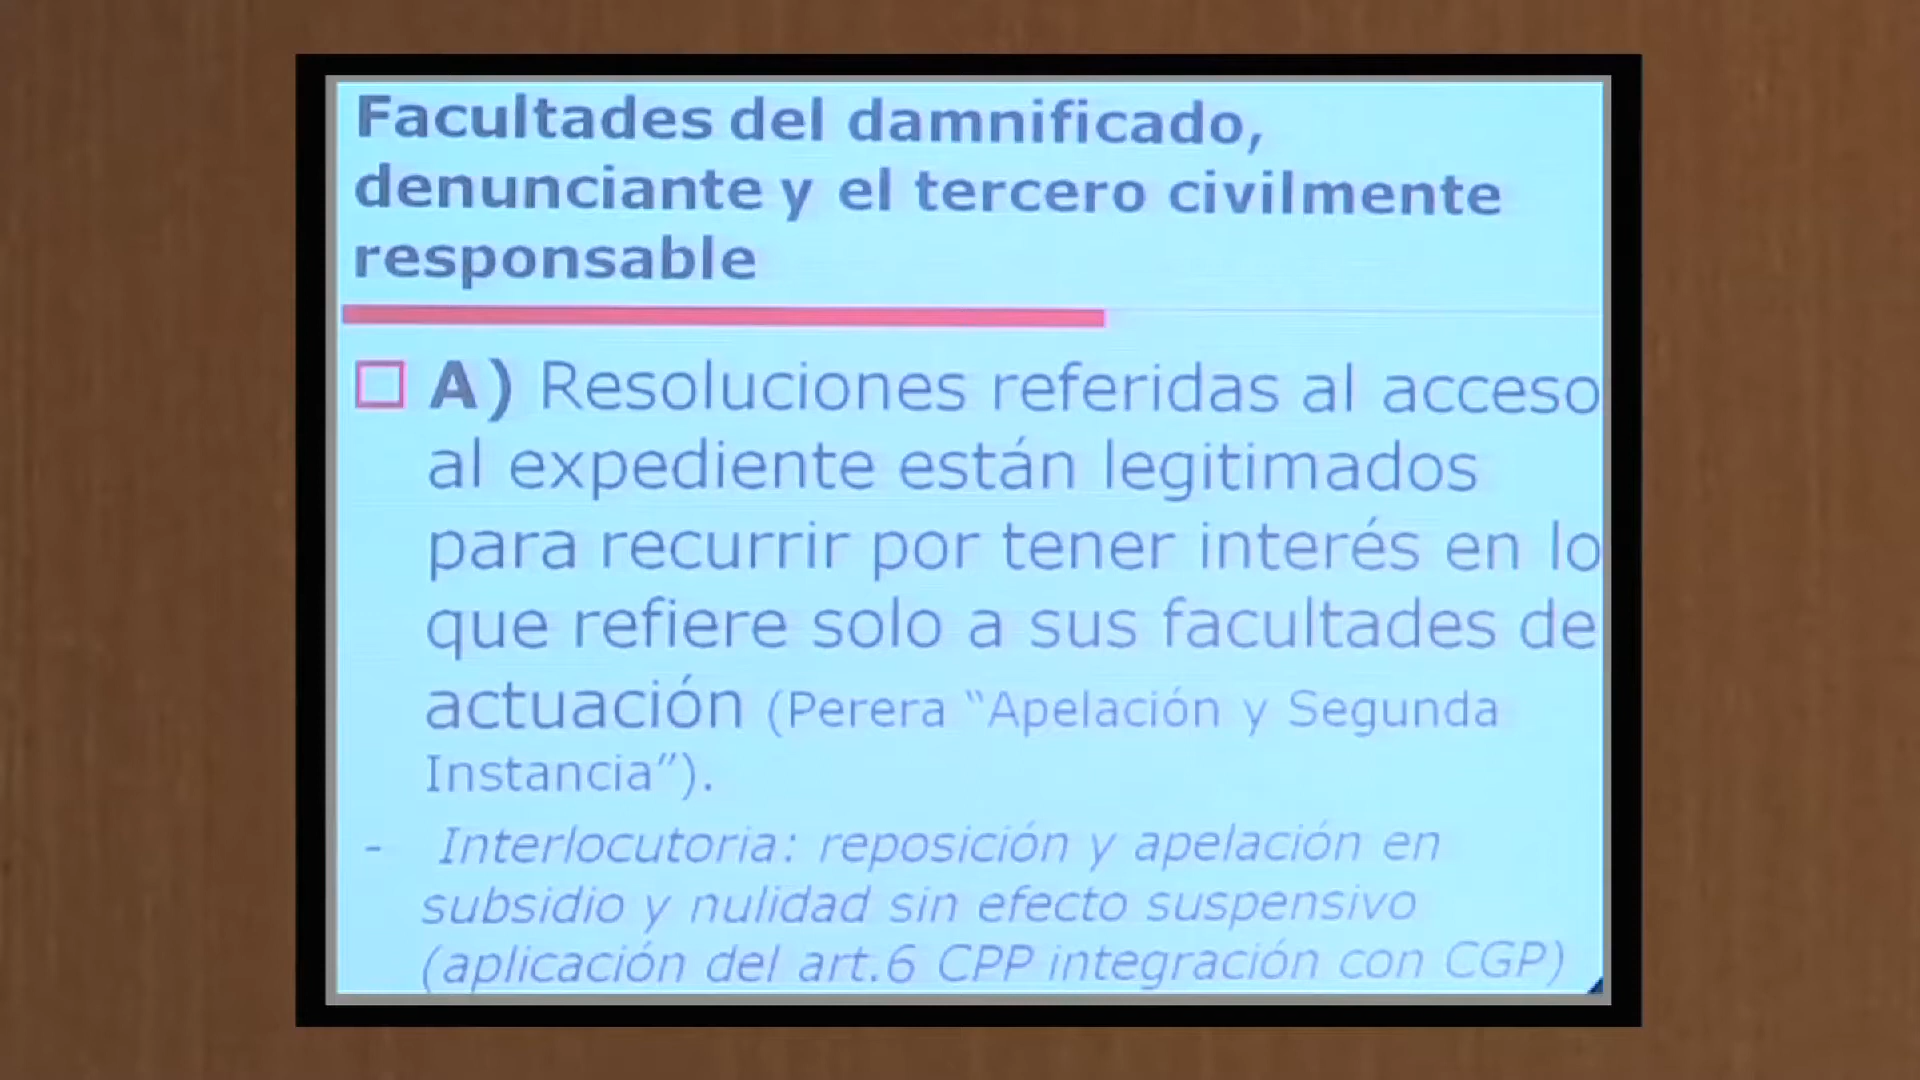 Facultades del damnificado,
denunciante y el tercero civilmente
responsable
A) Resoluciones referidas al acceso
al expediente están legitimados
para recurrir por tener interés en lo
que refiere solo a sus facultades de
actuación (Perera “Apelación y Segunda
Instancia”).
- Interlocutoria: reposición y apelación en
subsidio y nulidad sin efecto suspensivo
(aplicación del art.6 CPP integración con CGP)